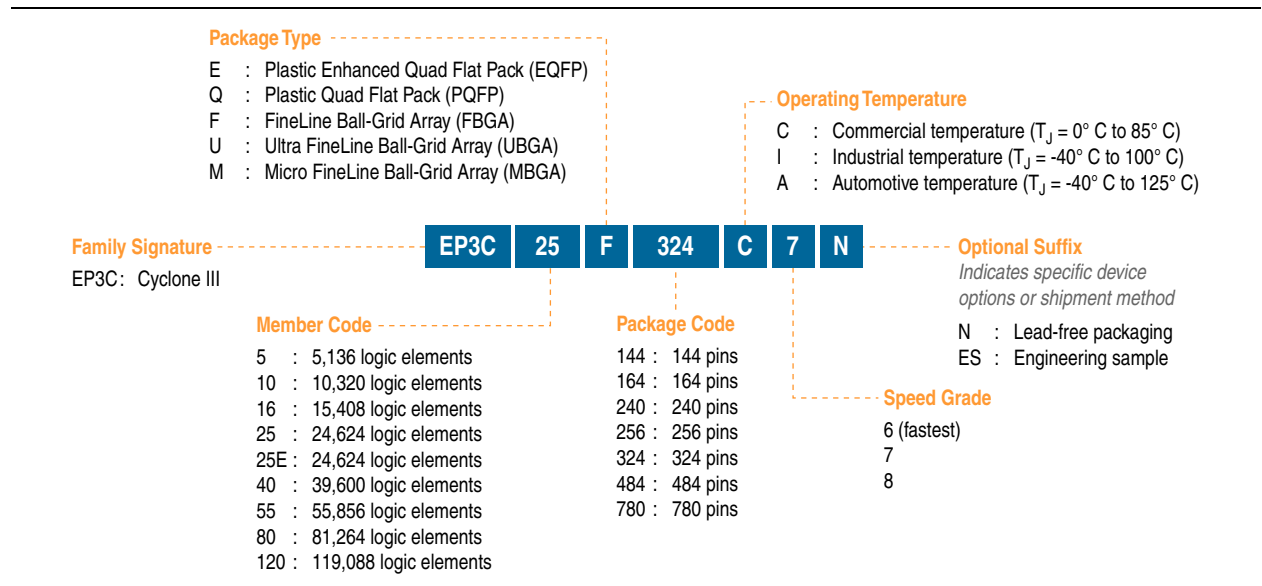 Package Type
E : Plastic Enhanced Quad Flat Pack (EQFP)
Q : Plastic Quad Flat Pack (PQFP)
F : FineLine Ball-Grid Array (FBGA)
U : Ultra FineLine Ball-Grid Array (UBGA)
M : Micro FineLine Ball-Grid Array (MBGA)
Operating Temperature
C : Commercial temperature (TJ = 0° C to 85° C)
I : Industrial temperature (TJ = -40° C to 100° C)
A : Automotive temperature (TJ = -40° C to 125° C)
Family Signature
EP3C: Cyclone III
EP3C 25 F 324 C 7 N
Optional Suffix
Indicates specific device
options or shipment method
N : Lead-free packaging
ES : Engineering sample
Member Code
5 : 5,136 logic elements
10 : 10,320 logic elements
16 : 15,408 logic elements
25 : 24,624 logic elements
25E : 24,624 logic elements
40 : 39,600 logic elements
55 : 55,856 logic elements
80 : 81,264 logic elements
120 : 119,088 logic elements
Package Code
144 : 144 pins
164 : 164 pins
240 : 240 pins
256 : 256 pins
324 : 324 pins
484 : 484 pins
780 : 780 pins
Speed Grade
6 (fastest)
7
8